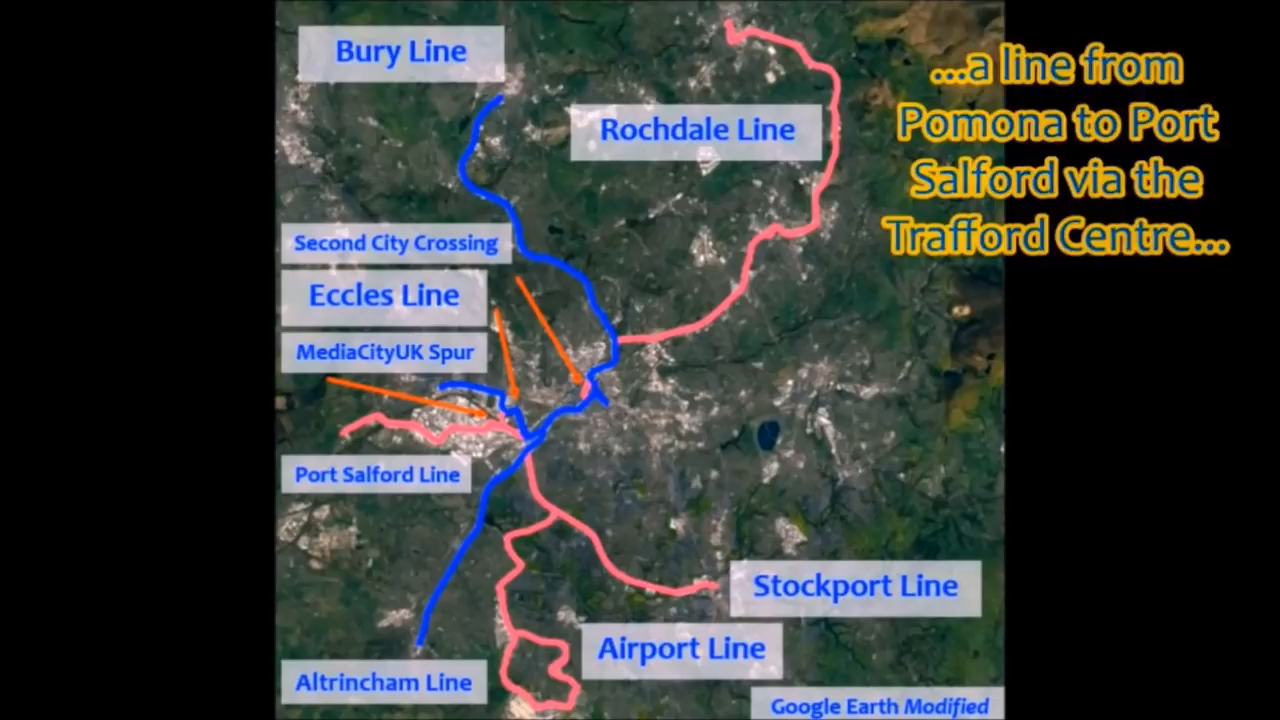 Bury Line
Rochdale Line
...a line from
Pomona to Port
Salford via the
Trafford Centre...
Second City Crossing
Eccles Line
MediaCityUK Spur
Port Salford Line
Stockport Line
Airport Line
Altrincham Line
Google Earth Modified